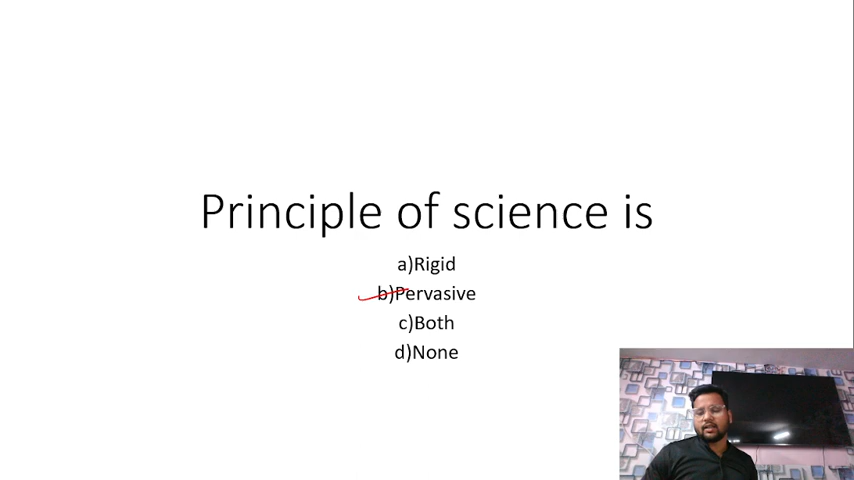 Principle of science is
a)Rigid
b)Pervasive
c)Both
d)None